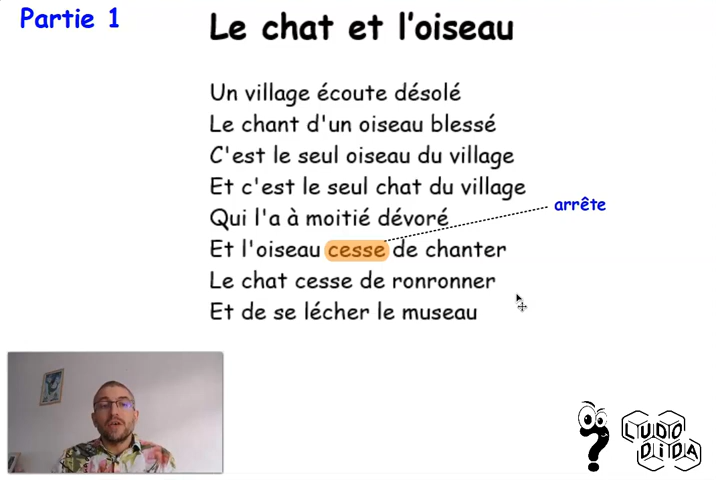 Partie 1
Le chat et l'oiseau
Un village écoute désolé
Le chant d'un oiseau blessé
C'est le seul oiseau du village
Et c'est le seul chat du village
Qui l'a à moitié dévoré
arrête
Et l'oiseau cesse de chanter
Le chat cesse de ronronner
Et de se lécher le museau
LUDO
DiDA